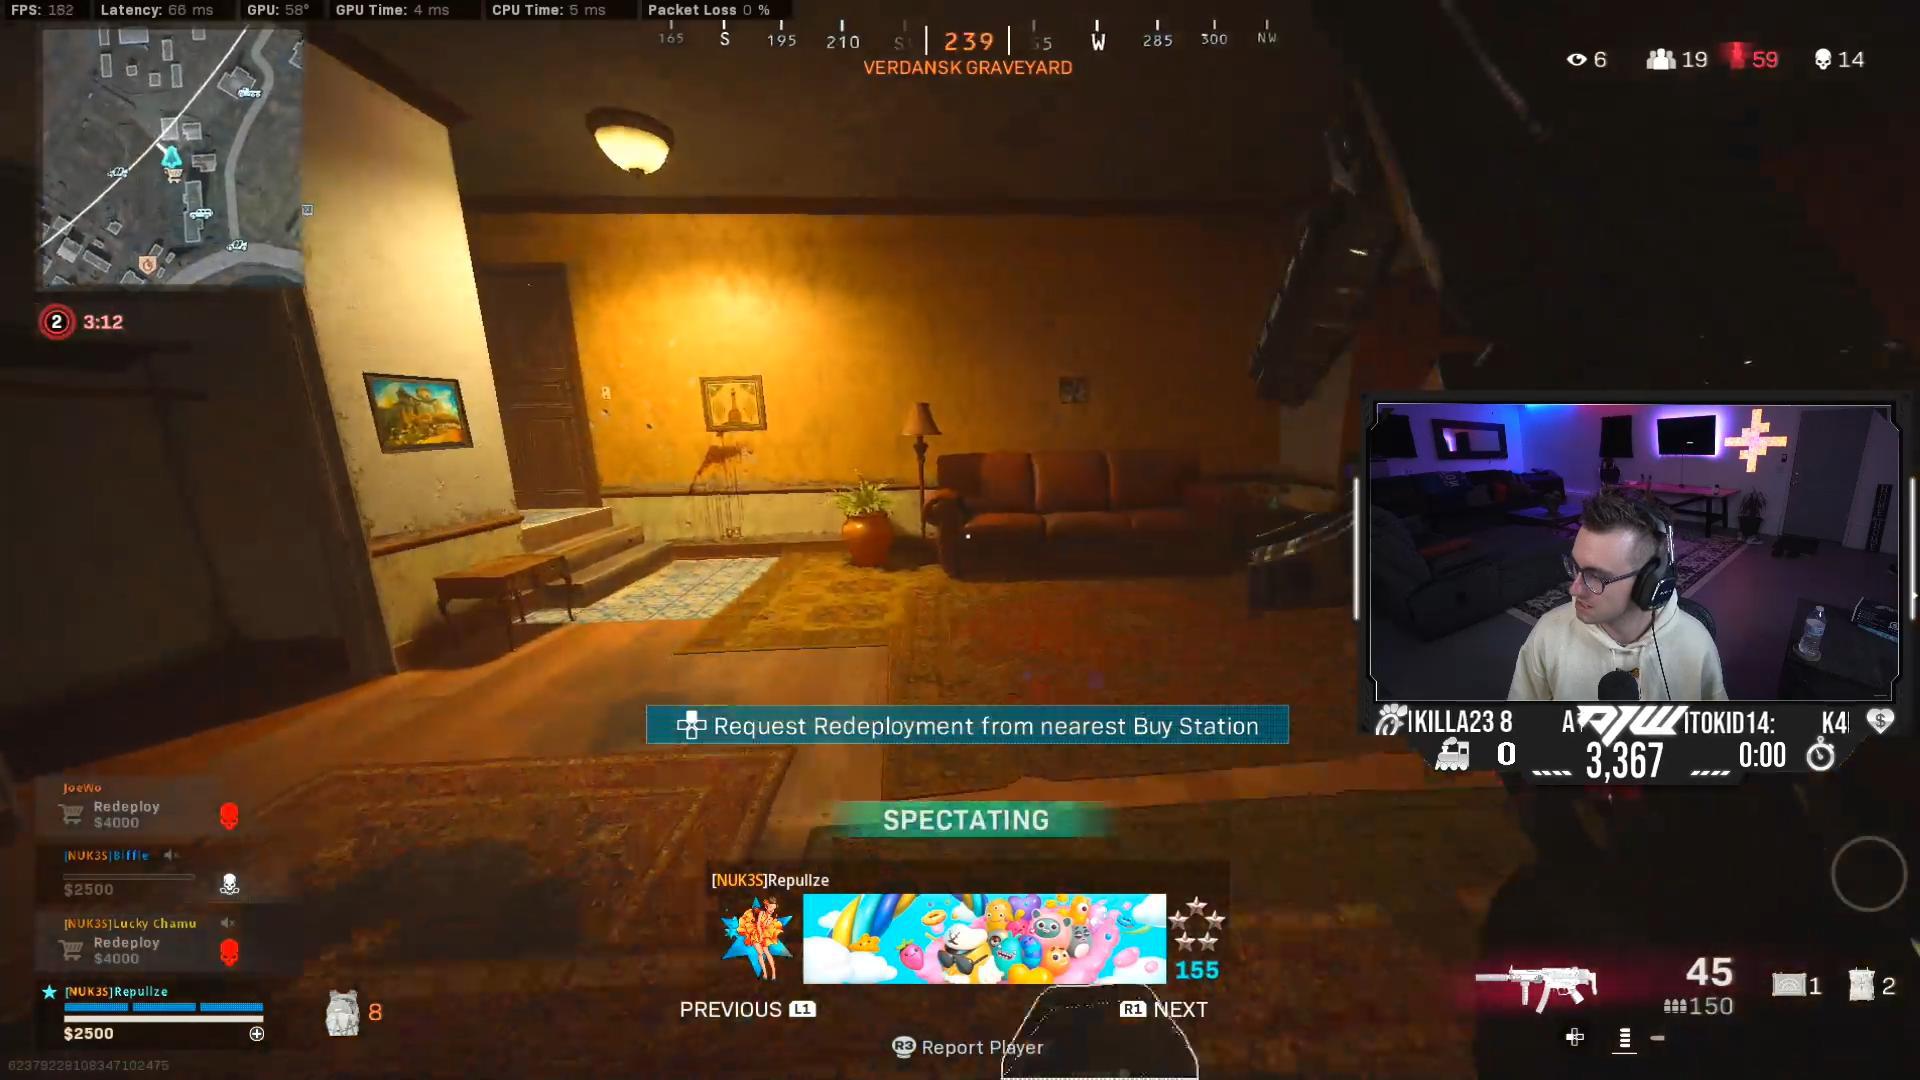 FPS: 182 Latency: 66 ms GPU: 58° GPU Time: 4 ms CPU Time: 5 ms Packet Loss 0 %
165 S 195 210 239 W 285 300 NW
VERDANSK GRAVEYARD
6 19 59 14
2 3:12
Request Redeployment from nearest Buy Station
IKILLA23 8 ITOKID14:
0 3,367 0:00
SPECTATING
JoeWo
Redeploy
$4000
[NUK3S]Biffle
$2500
[NUK3S]Lucky Chamu
Redeploy
$4000
[NUK3S]Repullze
$2500
8
[NUK3S]Repullze
155
PREVIOUS L1
R1 NEXT
R3 Report Player
45
150
1 2
62379228108347102475